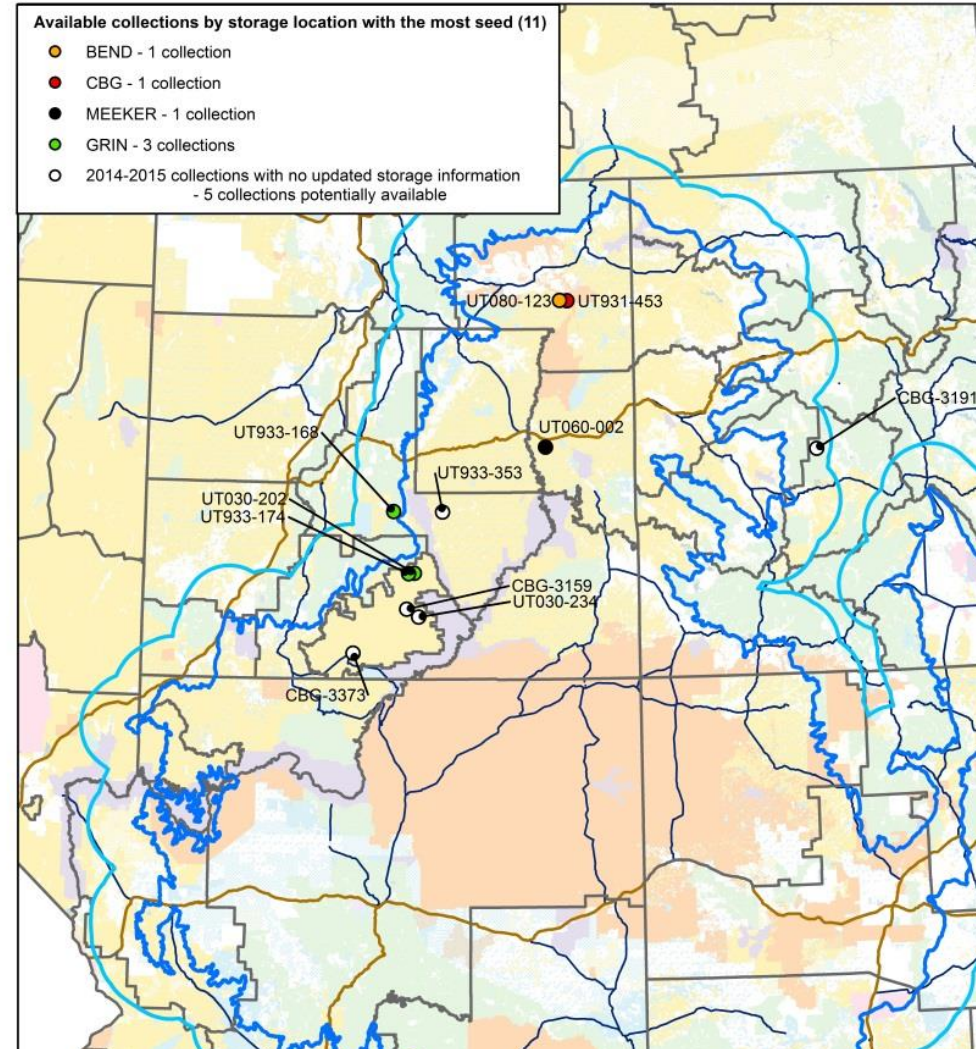 Available collections by storage location with the most seed (11)
BEND - 1 collection
CBG - 1 collection
MEEKER - 1 collection
GRIN - 3 collections
2014-2015 collections with no updated storage information
- 5 collections potentially available
UT080-123
UT931-453
CBG-3191
UT060-002
UT933-168
UT933-353
UT030-202
UT933-174
CBG-3159
UT030-234
CBG-3373